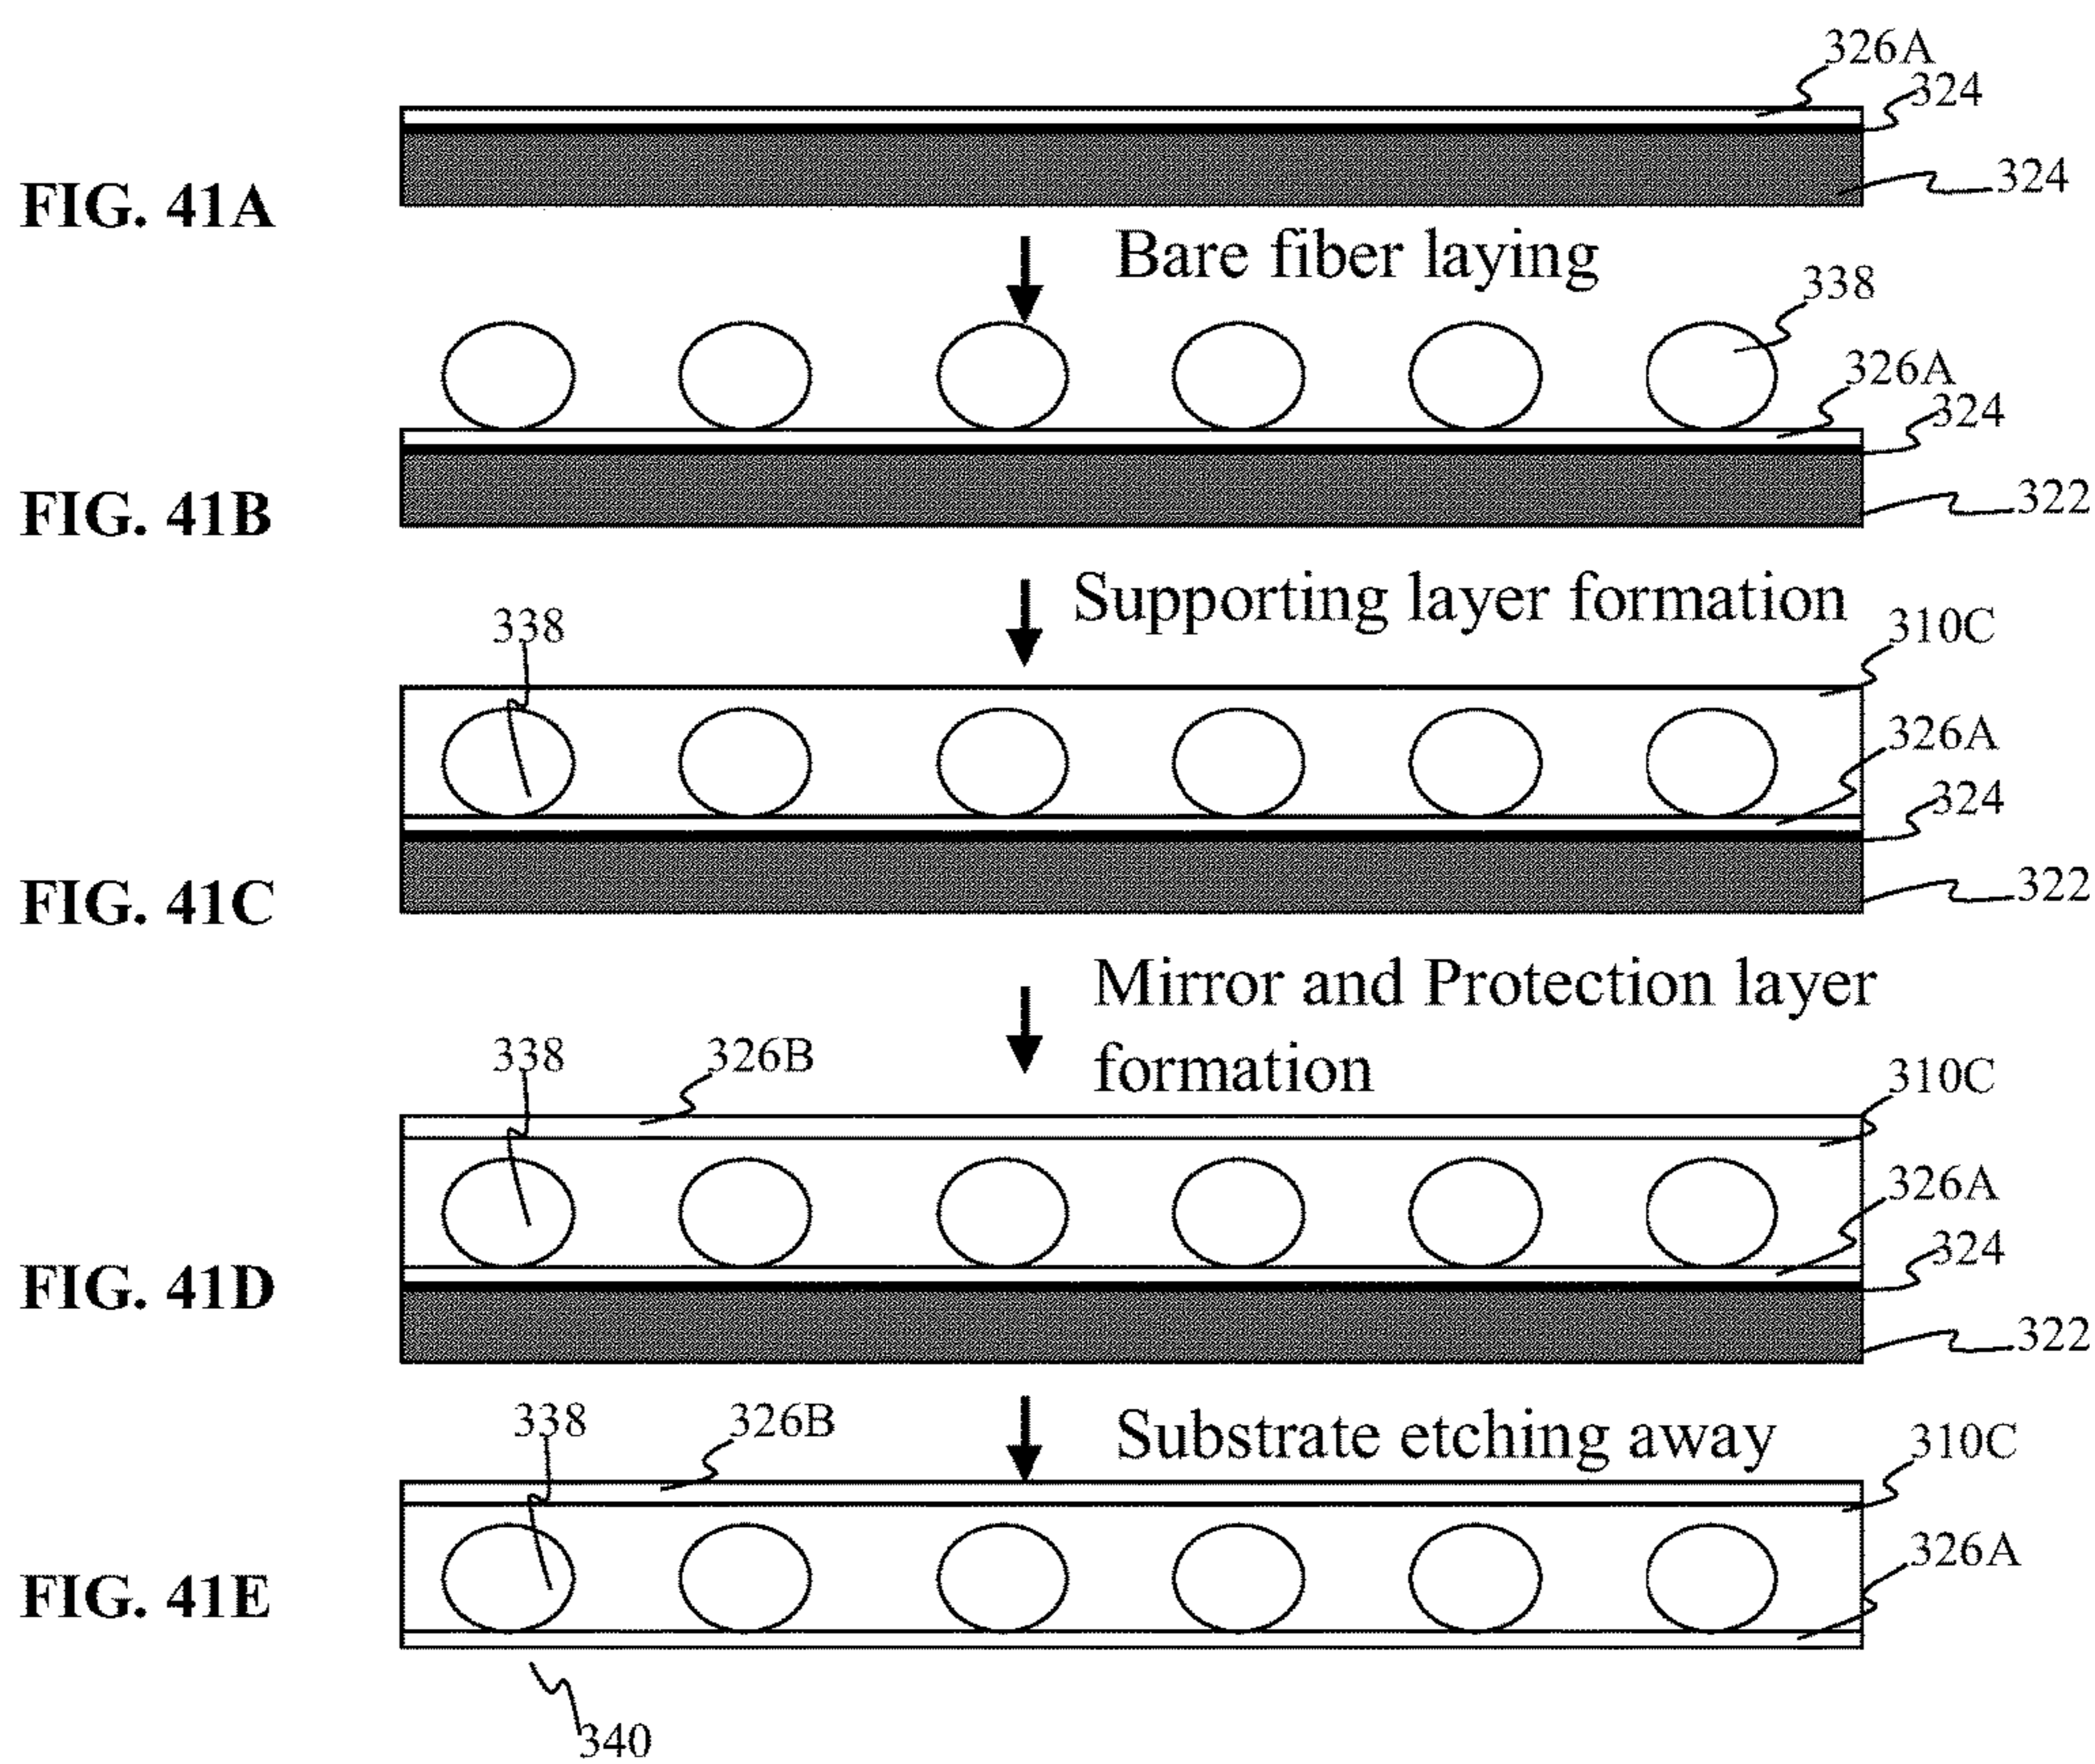 326A
324
324
FIG. 41A
Bare fiber laying
338
326A
324
322
FIG. 41B
Supporting layer formation
338
310C
326A
324
322
FIG. 41C
Mirror and Protection layer
formation
338
326B
310C
326A
324
322
FIG. 41D
Substrate etching away
338
326B
310C
326A
FIG. 41E
340